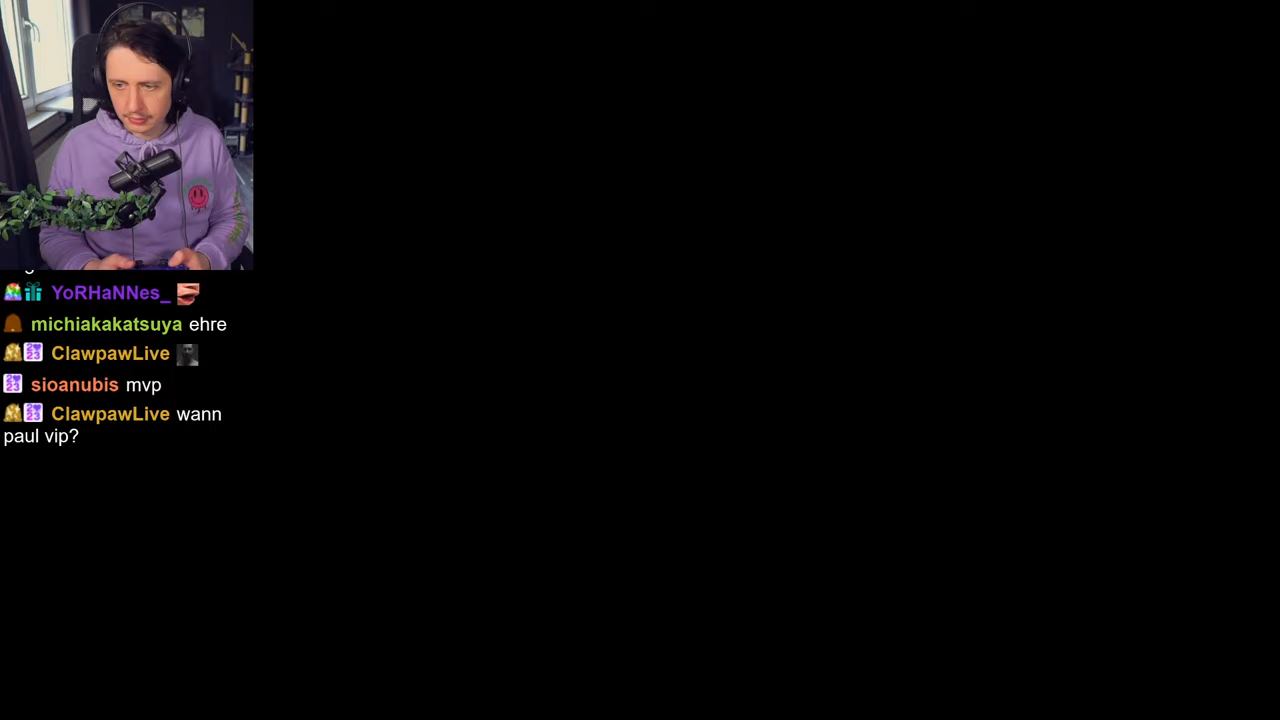 YoRHaNNes_
michiakakatsuya ehre
ClawpawLive
sioanubis mvp
ClawpawLive wann
paul vip?